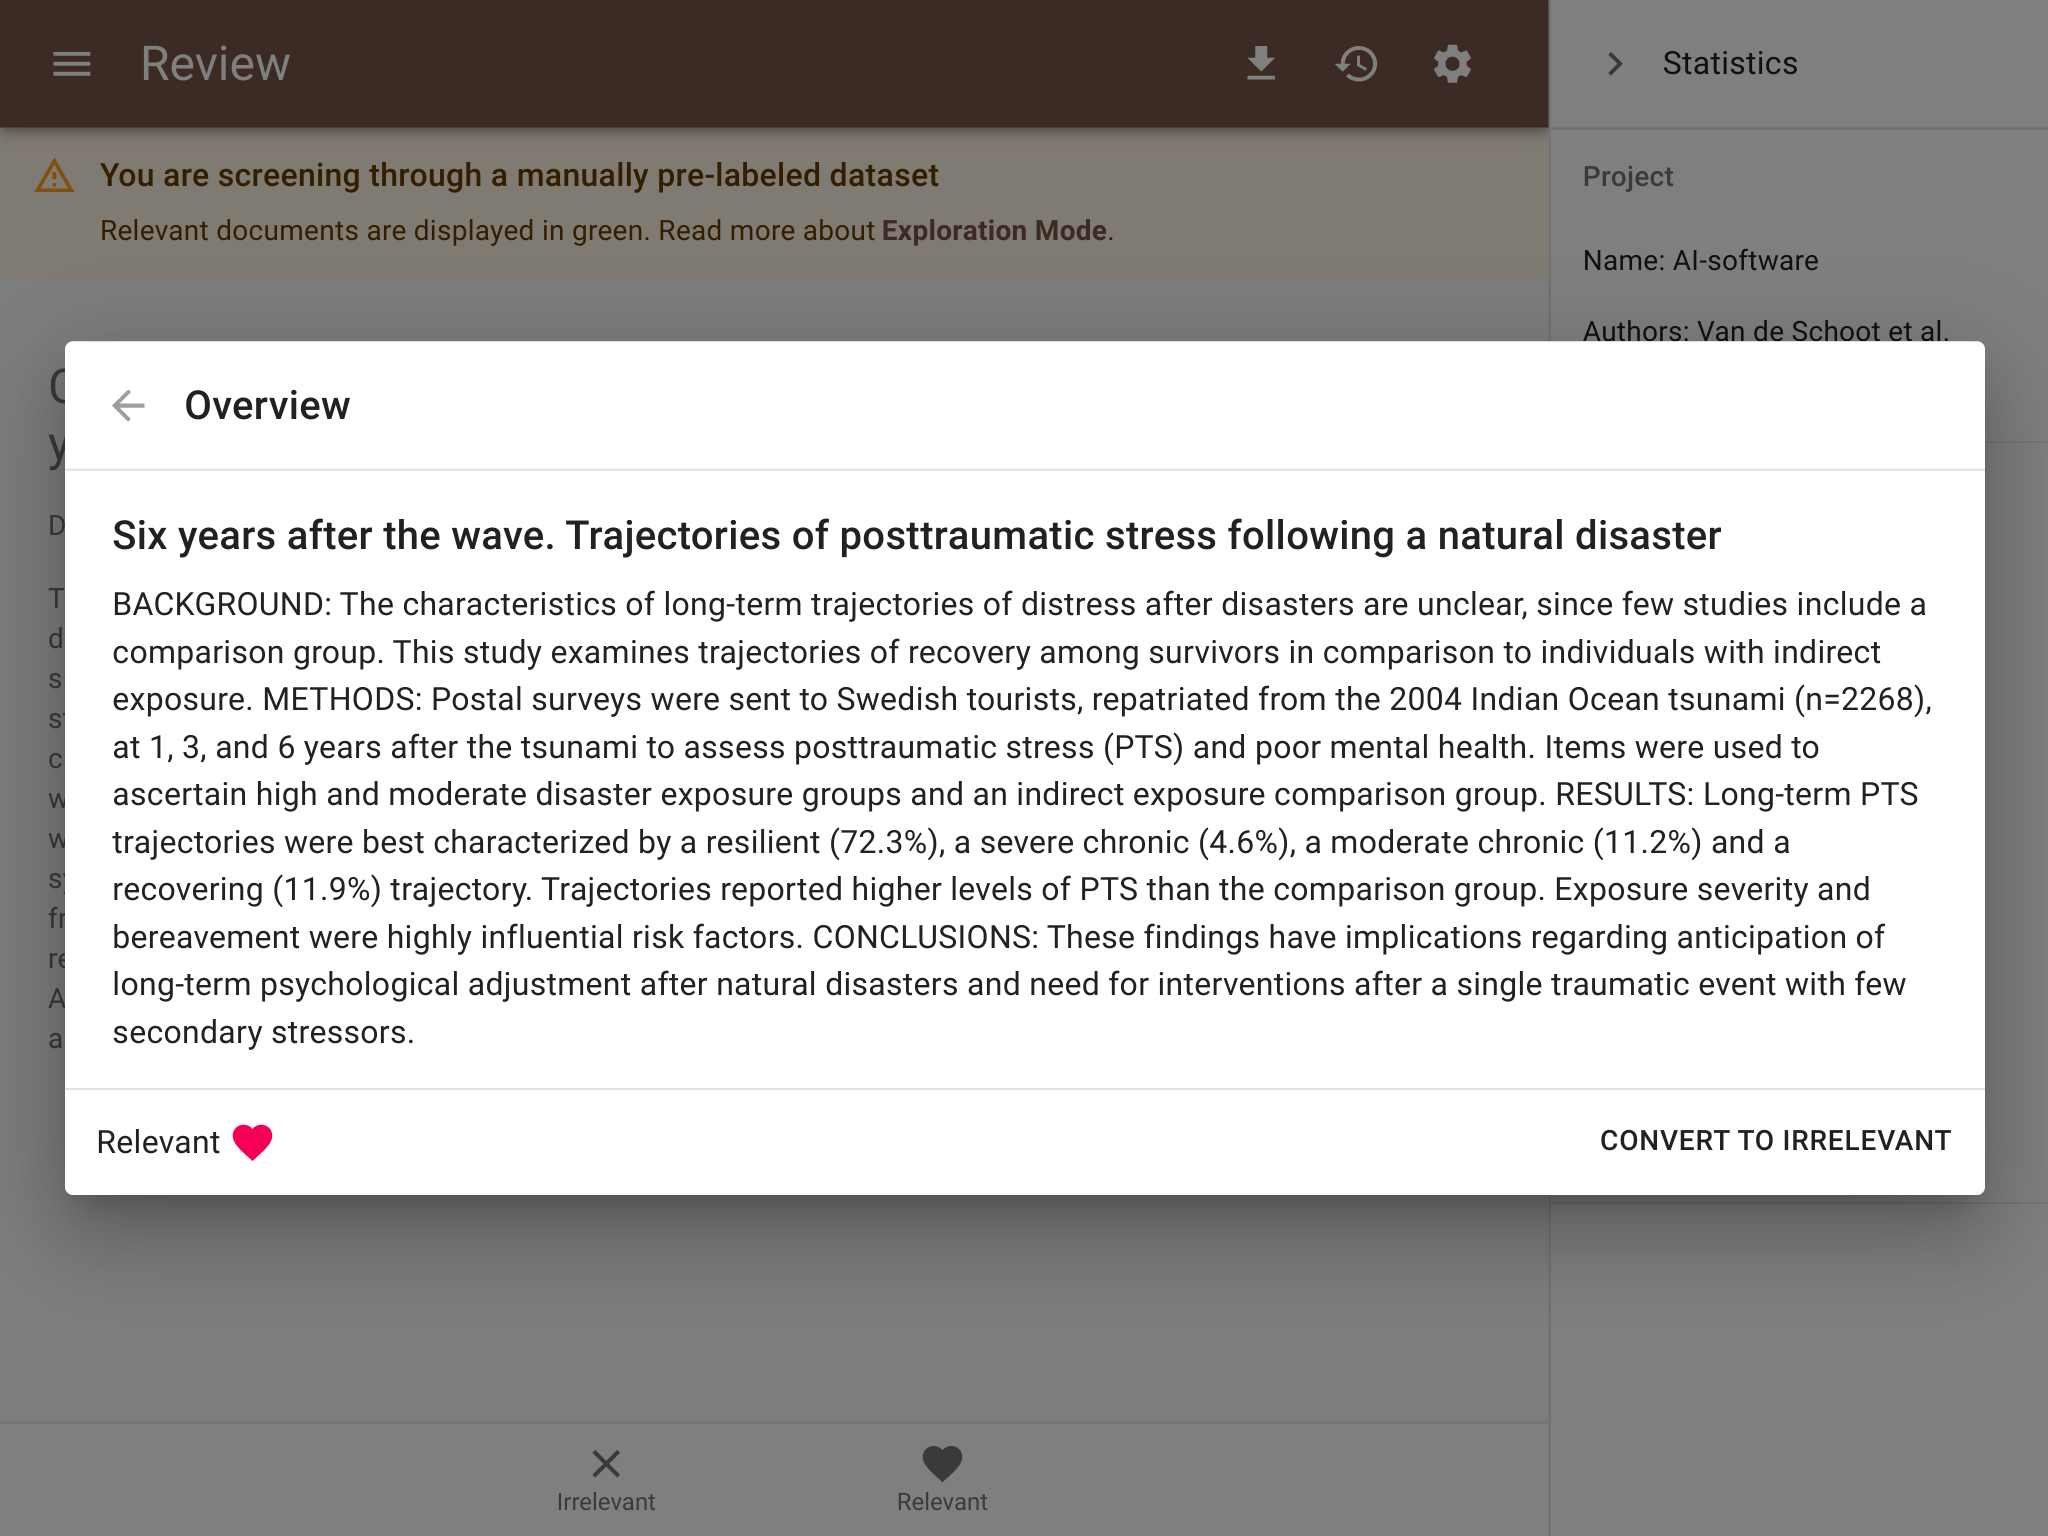 Review
Statistics
You are screening through a manually pre-labeled dataset
Relevant documents are displayed in green. Read more about Exploration Mode.
Project
Name: AI-software
Authors: Van de Schoot et al.
Overview
Six years after the wave. Trajectories of posttraumatic stress following a natural disaster
BACKGROUND: The characteristics of long-term trajectories of distress after disasters are unclear, since few studies include a
comparison group. This study examines trajectories of recovery among survivors in comparison to individuals with indirect
exposure. METHODS: Postal surveys were sent to Swedish tourists, repatriated from the 2004 Indian Ocean tsunami (n=2268),
at 1, 3, and 6 years after the tsunami to assess posttraumatic stress (PTS) and poor mental health. Items were used to
ascertain high and moderate disaster exposure groups and an indirect exposure comparison group. RESULTS: Long-term PTS
trajectories were best characterized by a resilient (72.3%), a severe chronic (4.6%), a moderate chronic (11.2%) and a
recovering (11.9%) trajectory. Trajectories reported higher levels of PTS than the comparison group. Exposure severity and
bereavement were highly influential risk factors. CONCLUSIONS: These findings have implications regarding anticipation of
long-term psychological adjustment after natural disasters and need for interventions after a single traumatic event with few
secondary stressors.
Relevant
CONVERT TO IRRELEVANT
Irrelevant
Relevant